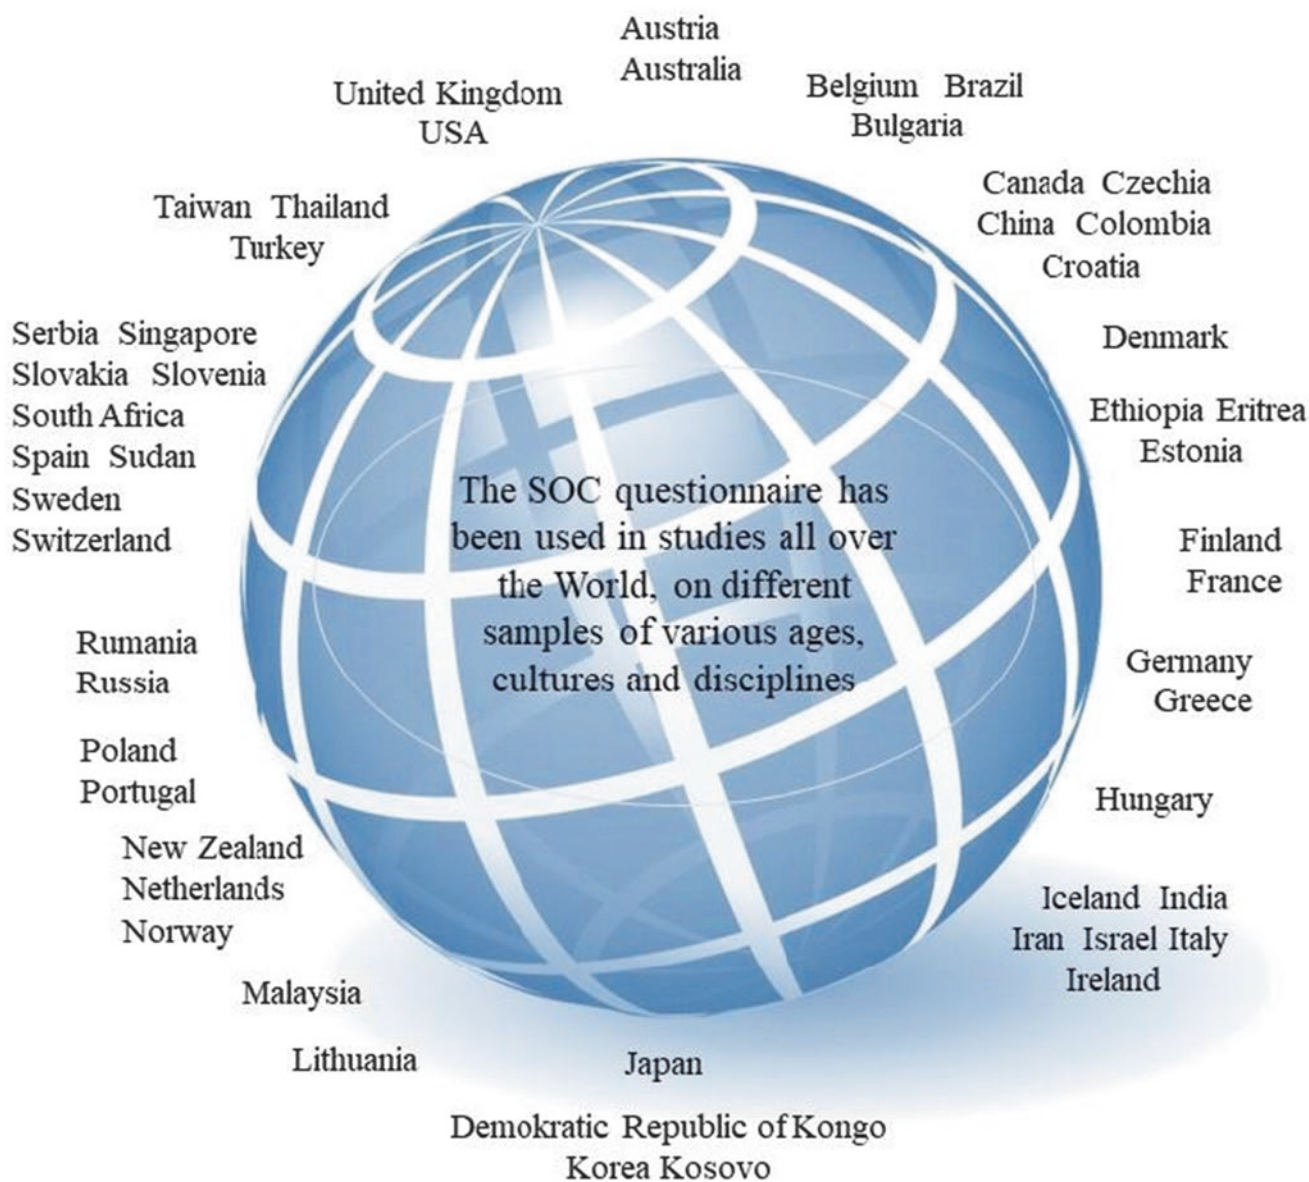 Austria
Australia
Belgium Brazil
Bulgaria
Canada Czechia
China Colombia
Croatia
Denmark
Ethiopia Eritrea
Estonia
Finland
France
Germany
Greece
Hungary
Iceland India
Iran Israel Italy
Ireland
Japan
Demokratic Republic of Kongo
Korea Kosovo
Lithuania
Malaysia
New Zealand
Netherlands
Norway
Poland
Portugal
Rumania
Russia
Serbia Singapore
Slovakia Slovenia
South Africa
Spain Sudan
Sweden
Switzerland
Taiwan Thailand
Turkey
United Kingdom
USA
The SOC questionnaire has
been used in studies all over
the World, on different
samples of various ages,
cultures and disciplines